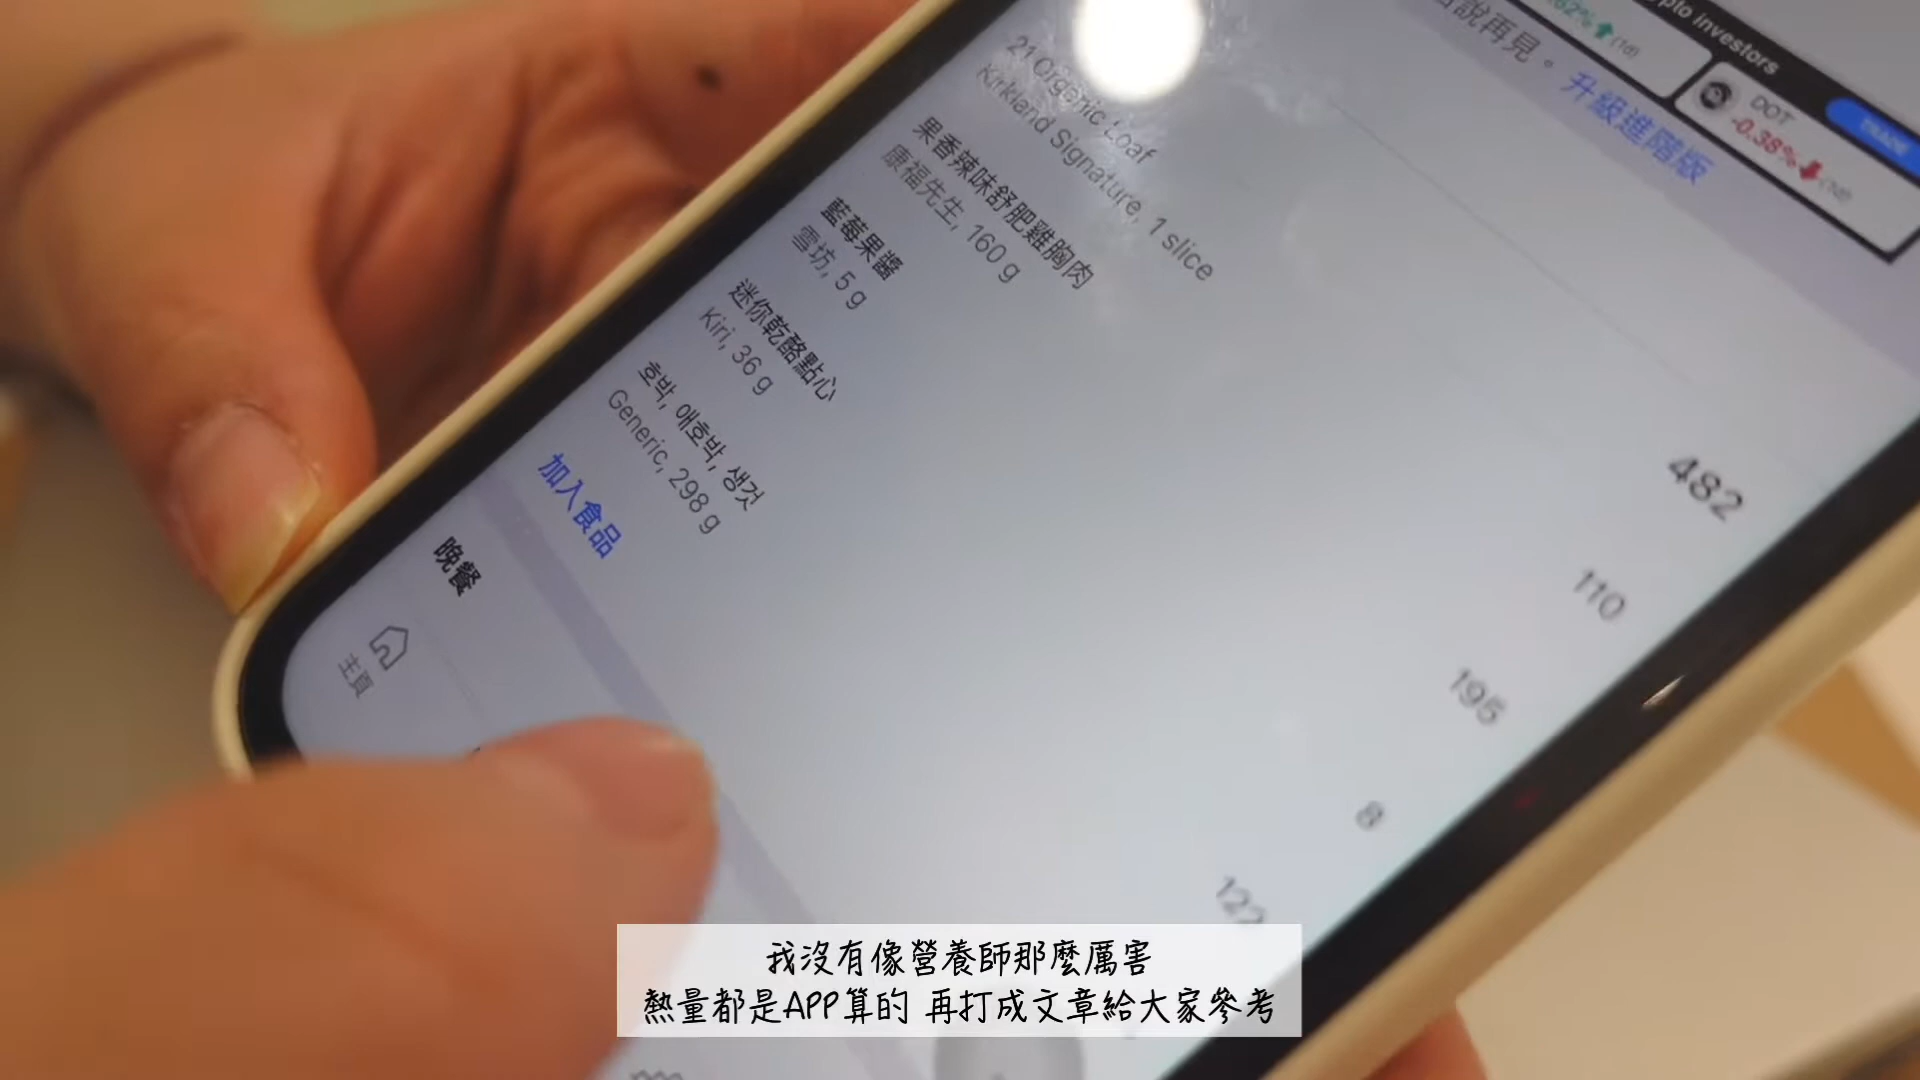 crypto investors
.62%
(1d)
DOT
-0.38%
TRADE
說再見。升級進階版
482
21 Organic Loaf
Kirkland Signature, 1 slice
110
果香辣味舒肥雞胸肉
康福先生, 160 g
195
藍莓果醬
雪坊, 5 g
8
迷你乾酪點心
Kiri, 36 g
122
호박, 애호박, 생것
Generic, 298 g
加入食品
晚餐
主頁
我沒有像營養師那麼厲害
熱量都是APP算的 再打成文章給大家參考